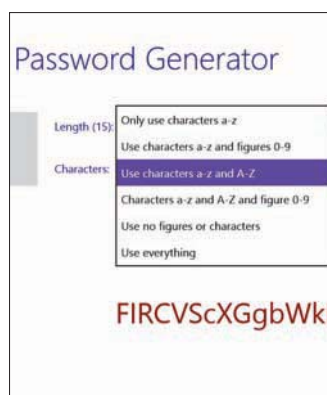 Password Generator
Length (15):
Only use characters a-z
Use characters a-z and figures 0-9
Characters:
Use characters a-z and A-Z
Characters a-z and A-Z and figure 0-9
Use no figures or characters
Use everything
FIRCVScXGgbWk